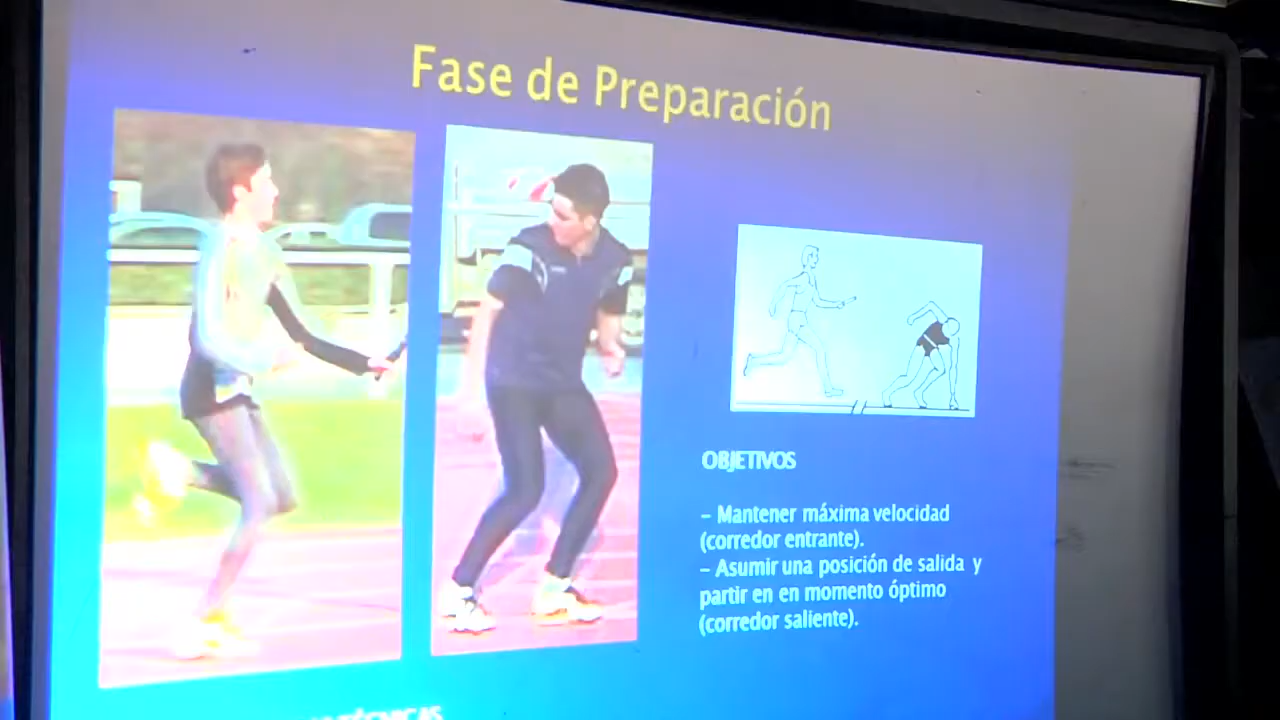 Fase de Preparación
OBJETIVOS
– Mantener máxima velocidad
(corredor entrante).
– Asumir una posición de salida y
partir en en momento óptimo
(corredor saliente).
TÉCNICAS